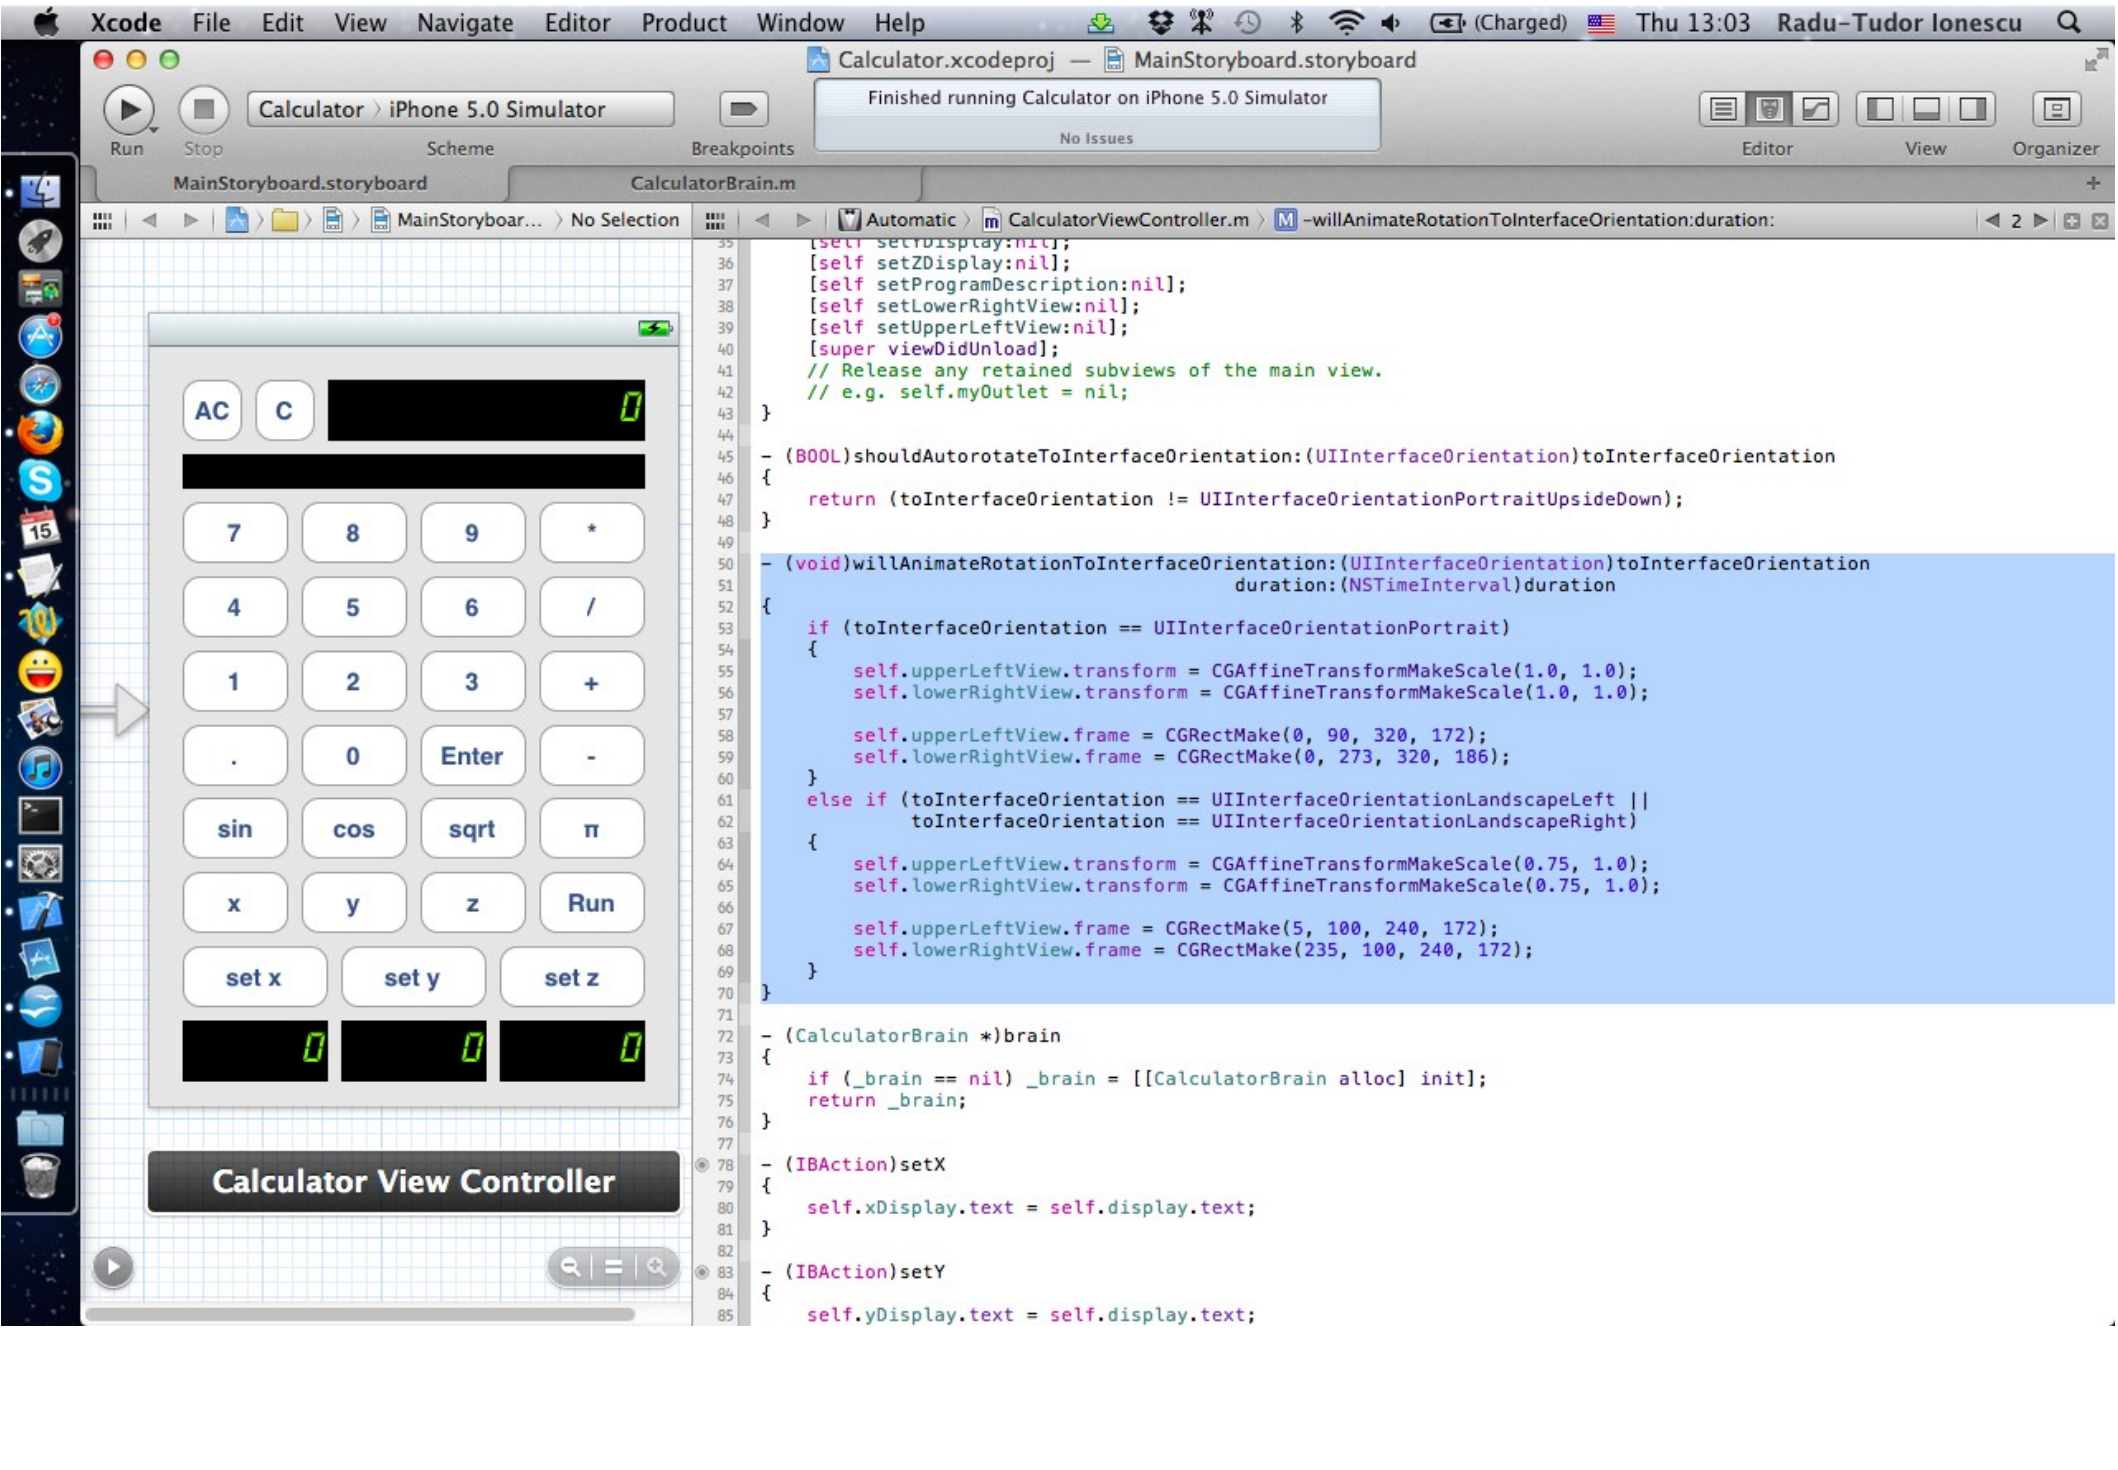 Xcode File Edit View Navigate Editor Product Window Help (Charged) Thu 13:03 Radu-Tudor Ionescu
Calculator.xcodeproj — MainStoryboard.storyboard
Calculator iPhone 5.0 Simulator
Finished running Calculator on iPhone 5.0 Simulator
No Issues
Run Stop Scheme Breakpoints Editor View Organizer
MainStoryboard.storyboard CalculatorBrain.m
MainStoryboar... No Selection
Automatic m CalculatorViewController.m M -willAnimateRotationToInterfaceOrientation:duration: 2
15
AC C 0
7 8 9 *
4 5 6 /
1 2 3 +
. 0 Enter -
sin cos sqrt π
x y z Run
set x set y set z
0 0 0
Calculator View Controller
35 [self setYDisplay:nil];
36 [self setZDisplay:nil];
37 [self setProgramDescription:nil];
38 [self setLowerRightView:nil];
39 [self setUpperLeftView:nil];
40 [super viewDidUnload];
41 // Release any retained subviews of the main view.
42 // e.g. self.myOutlet = nil;
43 }
44
45 - (BOOL)shouldAutorotateToInterfaceOrientation:(UIInterfaceOrientation)toInterfaceOrientation
46 {
47 return (toInterfaceOrientation != UIInterfaceOrientationPortraitUpsideDown);
48 }
49
50 - (void)willAnimateRotationToInterfaceOrientation:(UIInterfaceOrientation)toInterfaceOrientation
51 duration:(NSTimeInterval)duration
52 {
53 if (toInterfaceOrientation == UIInterfaceOrientationPortrait)
54 {
55 self.upperLeftView.transform = CGAffineTransformMakeScale(1.0, 1.0);
56 self.lowerRightView.transform = CGAffineTransformMakeScale(1.0, 1.0);
57
58 self.upperLeftView.frame = CGRectMake(0, 90, 320, 172);
59 self.lowerRightView.frame = CGRectMake(0, 273, 320, 186);
60 }
61 else if (toInterfaceOrientation == UIInterfaceOrientationLandscapeLeft ||
62 toInterfaceOrientation == UIInterfaceOrientationLandscapeRight)
63 {
64 self.upperLeftView.transform = CGAffineTransformMakeScale(0.75, 1.0);
65 self.lowerRightView.transform = CGAffineTransformMakeScale(0.75, 1.0);
66
67 self.upperLeftView.frame = CGRectMake(5, 100, 240, 172);
68 self.lowerRightView.frame = CGRectMake(235, 100, 240, 172);
69 }
70 }
71
72 - (CalculatorBrain *)brain
73 {
74 if (_brain == nil) _brain = [[CalculatorBrain alloc] init];
75 return _brain;
76 }
77
78 - (IBAction)setX
79 {
80 self.xDisplay.text = self.display.text;
81 }
82
83 - (IBAction)setY
84 {
85 self.yDisplay.text = self.display.text;